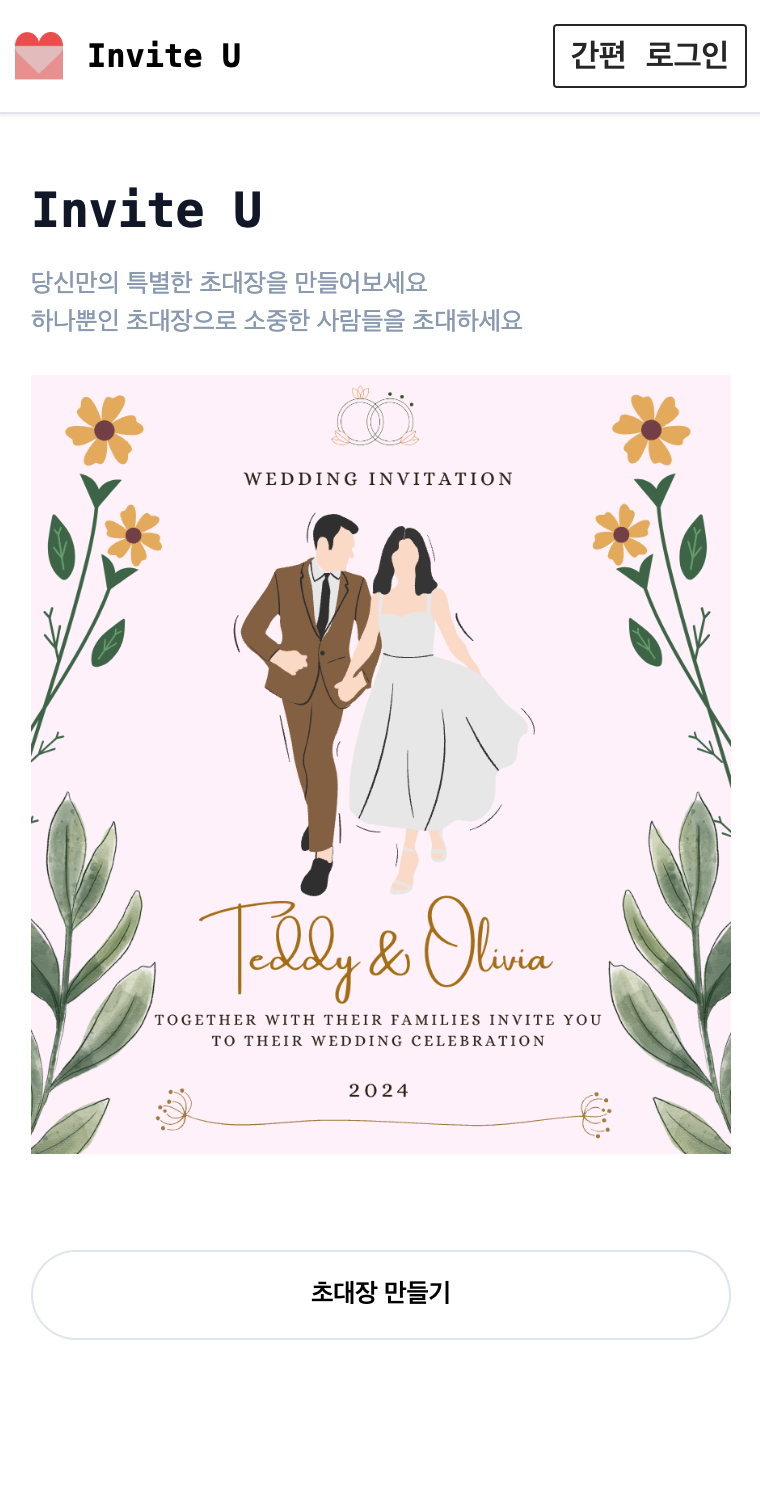 Invite U
간편 로그인
Invite U
당신만의 특별한 초대장을 만들어보세요
하나뿐인 초대장으로 소중한 사람들을 초대하세요
WEDDING INVITATION
Teddy & Olivia
TOGETHER WITH THEIR FAMILIES INVITE YOU
TO THEIR WEDDING CELEBRATION
2024
초대장 만들기